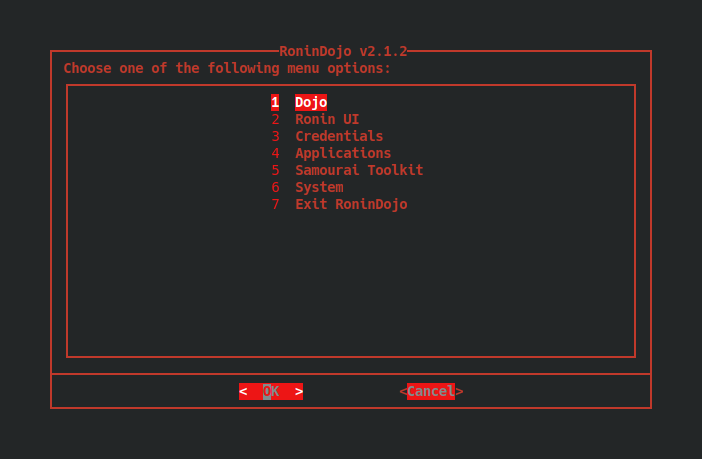 RoninDojo v2.1.2
Choose one of the following menu options:
1 Dojo
2 Ronin UI
3 Credentials
4 Applications
5 Samourai Toolkit
6 System
7 Exit RoninDojo
< OK > <Cancel>